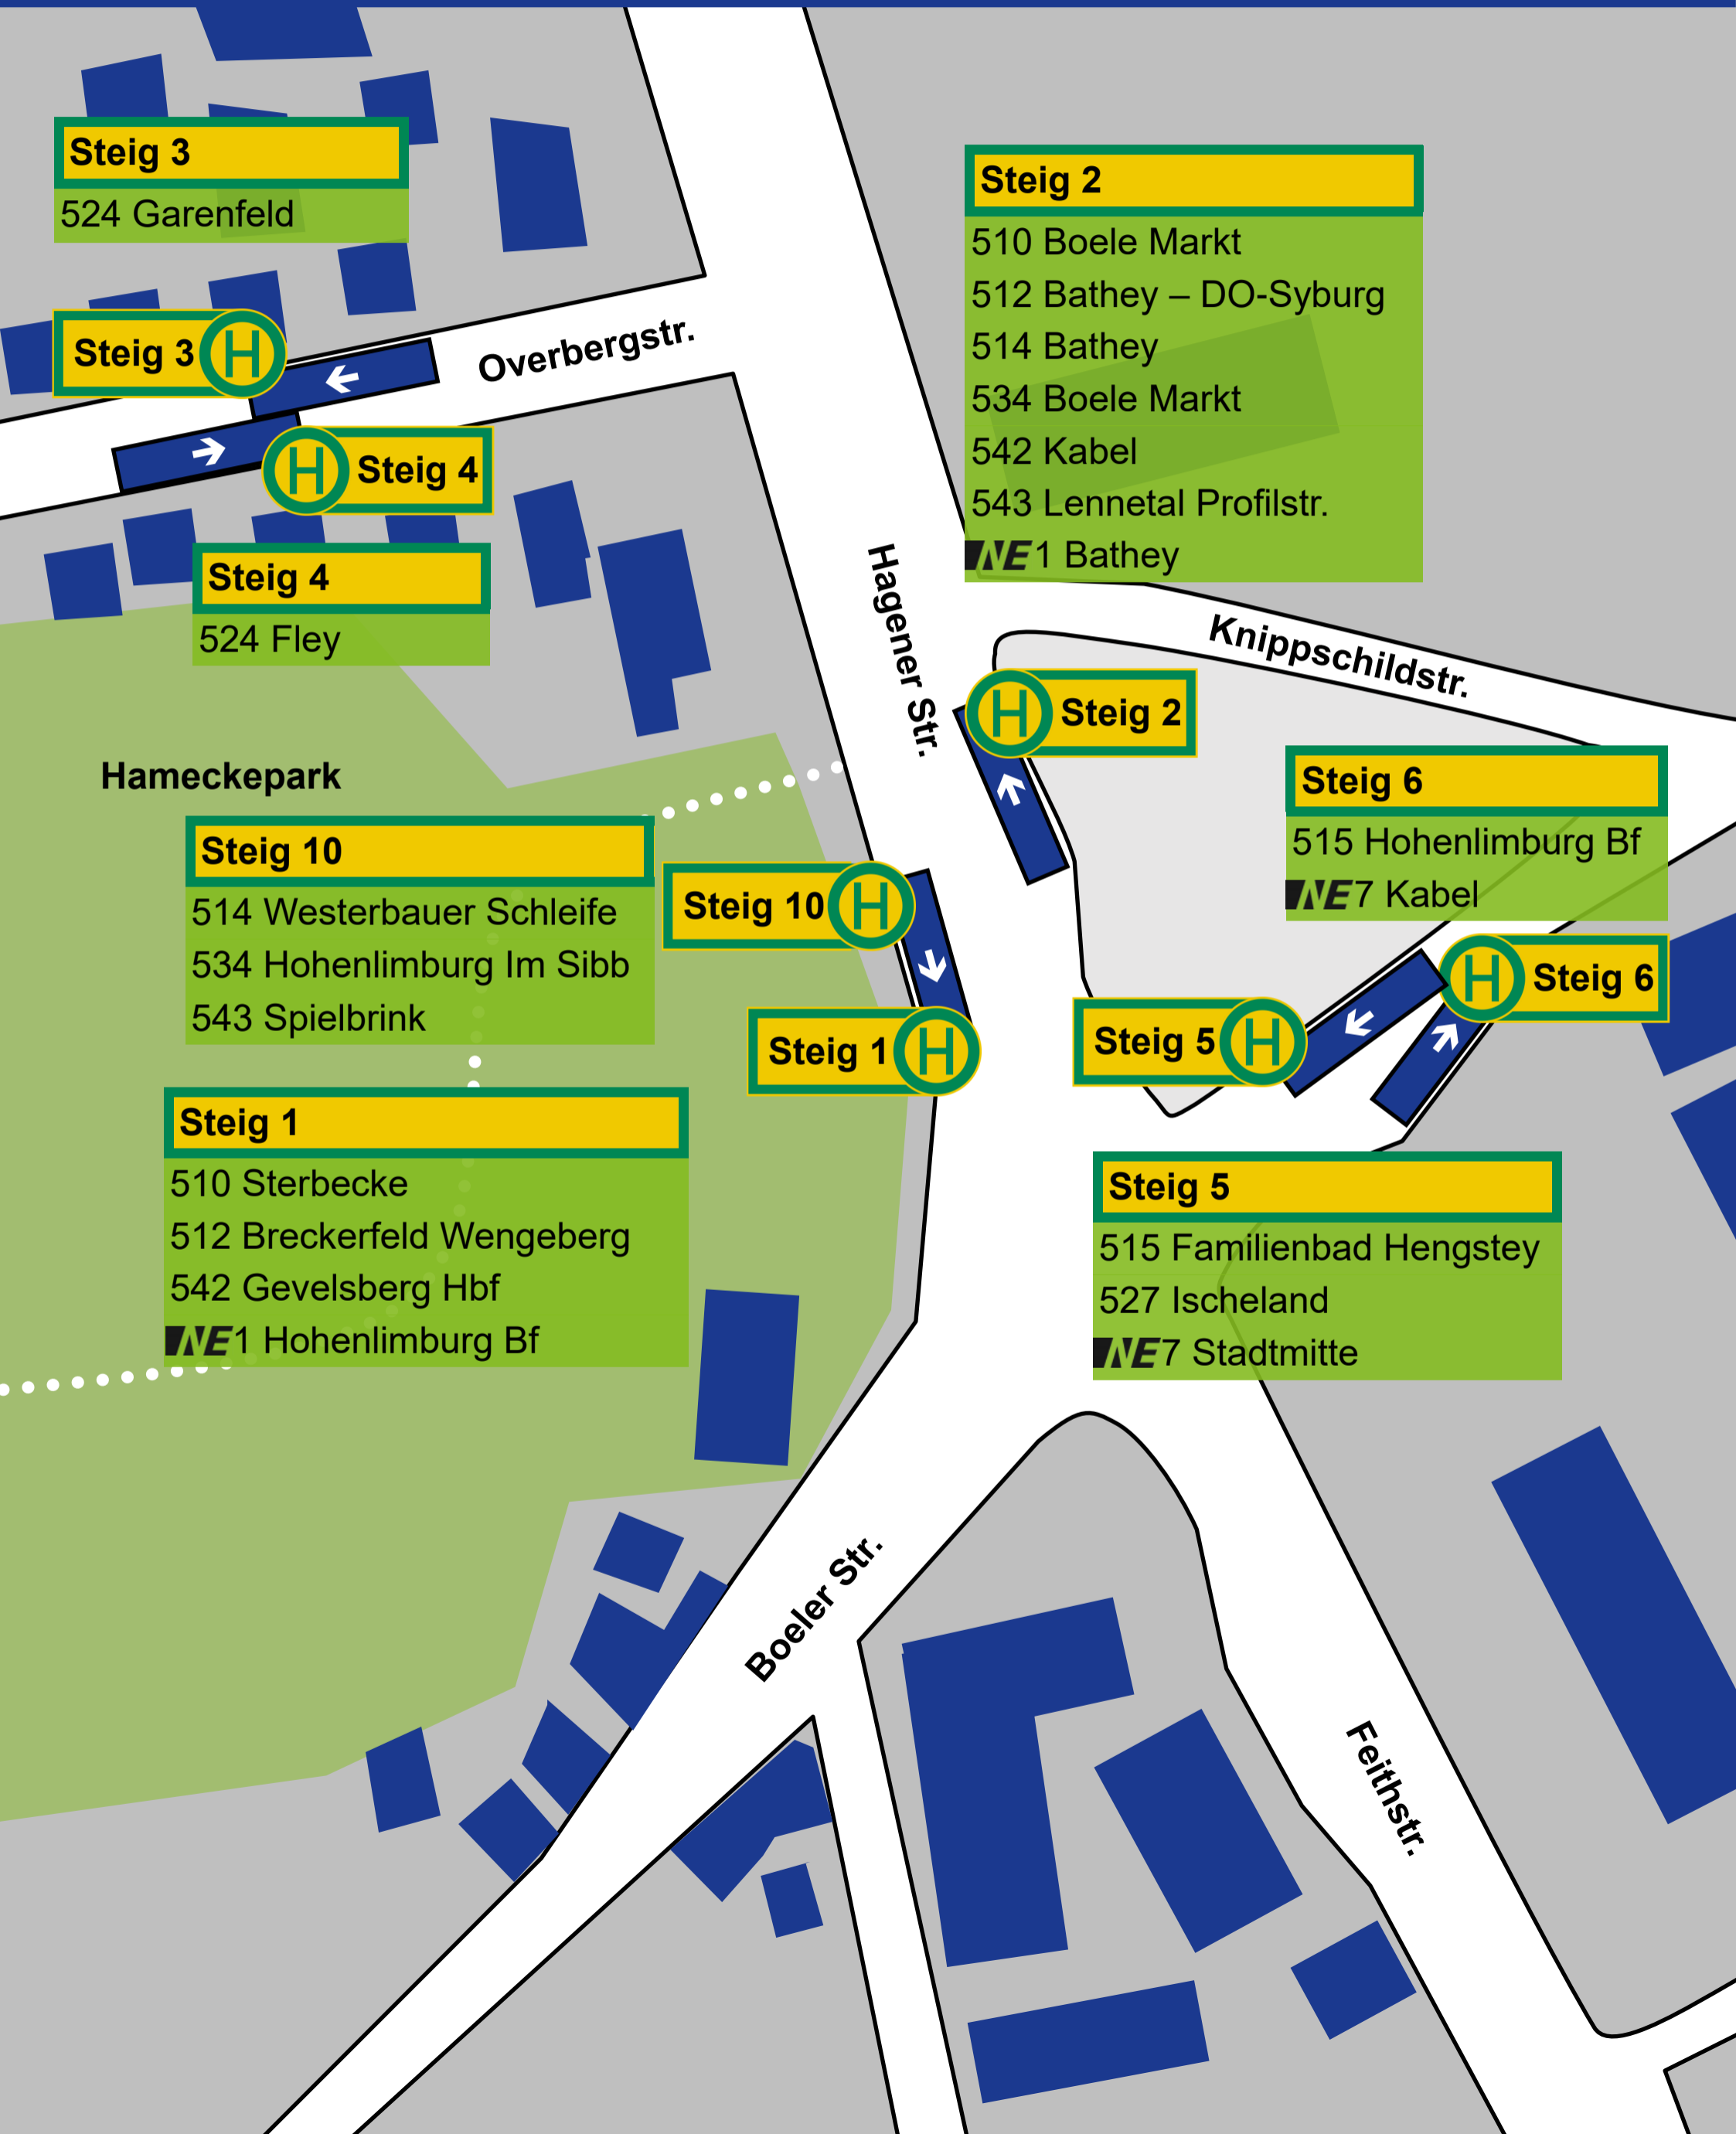 Steig 3
524 Garenfeld
Steig 2
510 Boele Markt
512 Bathey – DO-Syburg
514 Bathey
534 Boele Markt
542 Kabel
543 Lennetal Profilstr.
NE1 Bathey
Steig 3 H
Overbergstr.
H Steig 4
Steig 4
524 Fley
Hagener Str.
Knippschildstr.
H Steig 2
Hameckepark
Steig 6
515 Hohenlimburg Bf
NE7 Kabel
Steig 10
514 Westerbauer Schleife
534 Hohenlimburg Im Sibb
543 Spielbrink
Steig 10 H
H Steig 6
Steig 1 H
Steig 5 H
Steig 1
510 Sterbecke
512 Breckerfeld Wengeberg
542 Gevelsberg Hbf
NE1 Hohenlimburg Bf
Steig 5
515 Familienbad Hengstey
527 Ischeland
NE7 Stadtmitte
Boeler Str.
Feithstr.